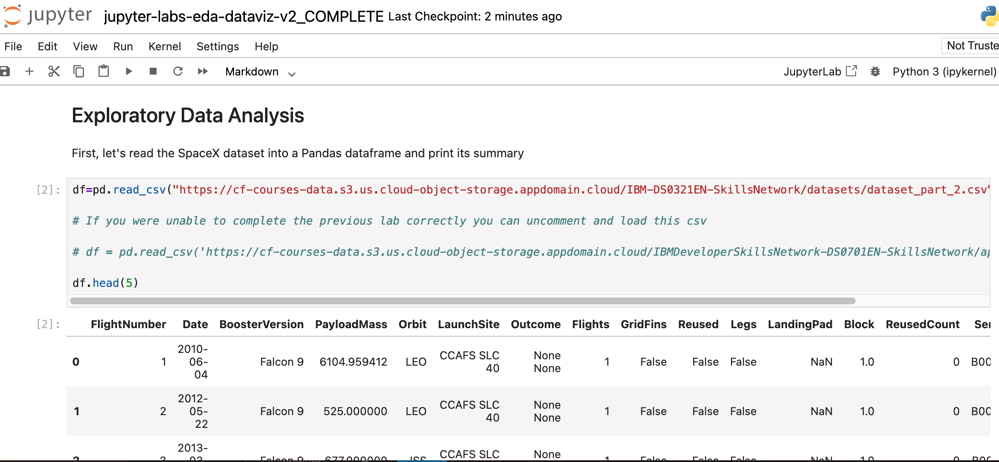 jupyter jupyter-labs-eda-dataviz-v2_COMPLETE Last Checkpoint: 2 minutes ago
File Edit View Run Kernel Settings Help Not Truste
Markdown JupyterLab Python 3 (ipykernel)
Exploratory Data Analysis
First, let's read the SpaceX dataset into a Pandas dataframe and print its summary
[2]: df=pd.read_csv("https://cf-courses-data.s3.us.cloud-object-storage.appdomain.cloud/IBM-DS0321EN-SkillsNetwork/datasets/dataset_part_2.csv"
# If you were unable to complete the previous lab correctly you can uncomment and load this csv
# df = pd.read_csv('https://cf-courses-data.s3.us.cloud-object-storage.appdomain.cloud/IBMDeveloperSkillsNetwork-DS0701EN-SkillsNetwork/ap
df.head(5)
[2]: FlightNumber Date BoosterVersion PayloadMass Orbit LaunchSite Outcome Flights GridFins Reused Legs LandingPad Block ReusedCount Ser
0 1 2010-06-04 Falcon 9 6104.959412 LEO CCAFS SLC 40 None None 1 False False False NaN 1.0 0 B00
1 2 2012-05-22 Falcon 9 525.000000 LEO CCAFS SLC 40 None None 1 False False False NaN 1.0 0 B00
2 3 2013-03- Falcon 9 677.000000 ISS CCAFS SLC None 1 False False False NaN 1.0 0 B00